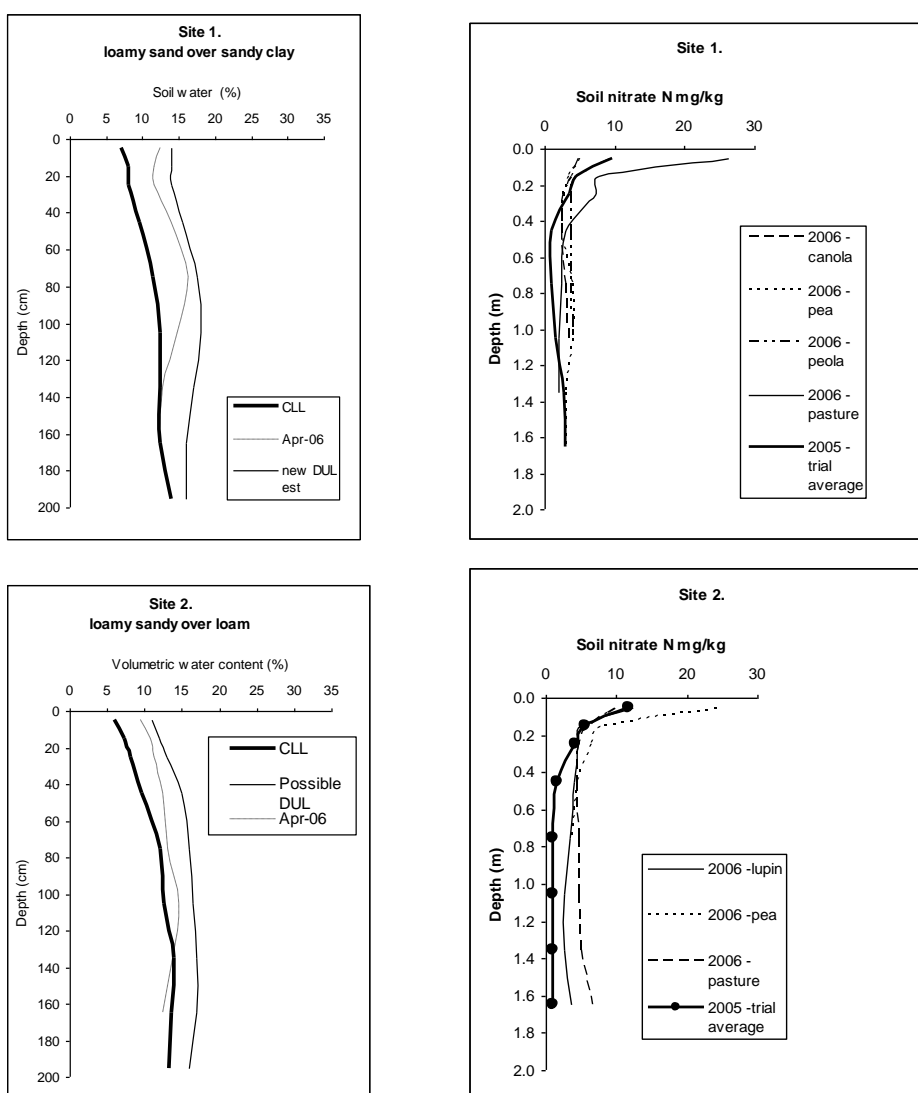 Site 1.
loamy sand over sandy clay
Soil water (%)
0 5 10 15 20 25 30 35
0
20
40
60
80
100
120
140
160
180
200
Depth (cm)
CLL
Apr-06
new DUL
est
Site 1.
Soil nitrate N mg/kg
0 10 20 30
0.0
0.2
0.4
0.6
0.8
1.0
1.2
1.4
1.6
1.8
2.0
Depth (m)
2006 -
canola
2006 -
pea
2006 -
peola
2006 -
pasture
2005 -
trial
average
Site 2.
loamy sandy over loam
Volumetric water content (%)
0 5 10 15 20 25 30 35
0
20
40
60
80
100
120
140
160
180
200
Depth (cm)
CLL
Possible
DUL
Apr-06
Site 2.
Soil nitrate N mg/kg
0 10 20 30
0.0
0.2
0.4
0.6
0.8
1.0
1.2
1.4
1.6
1.8
2.0
Depth (m)
2006 -lupin
2006 -pea
2006 -
pasture
2005 -trial
average